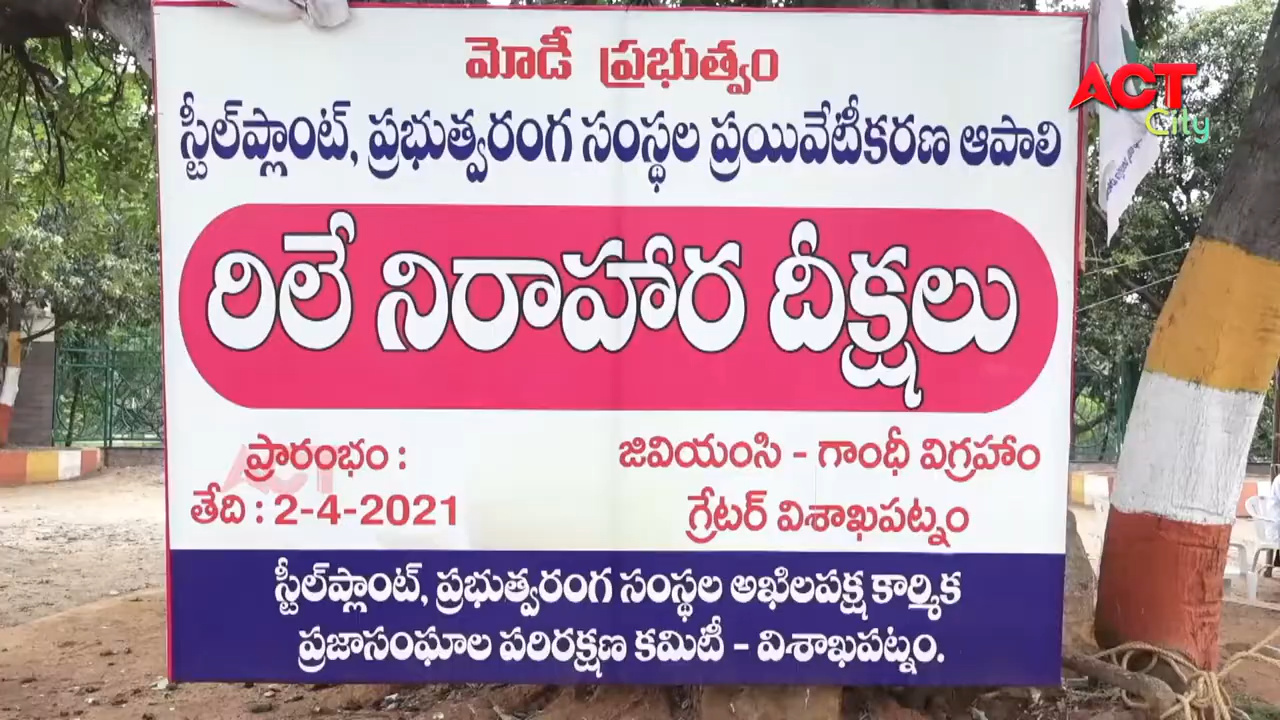 మోడీ ప్రభుత్వం
స్టీల్‌ప్లాంట్, ప్రభుత్వరంగ సంస్థల ప్రయివేటీకరణ ఆపాలి
రిలే నిరాహార దీక్షలు
ప్రారంభం :
తేది : 2-4-2021
జివియంసి - గాంధీ విగ్రహాం
గ్రేటర్ విశాఖపట్నం
స్టీల్‌ప్లాంట్, ప్రభుత్వరంగ సంస్థల అఖిలపక్ష కార్మిక
ప్రజాసంఘాల పరిరక్షణ కమిటీ - విశాఖపట్నం.
ACT
City
ACT